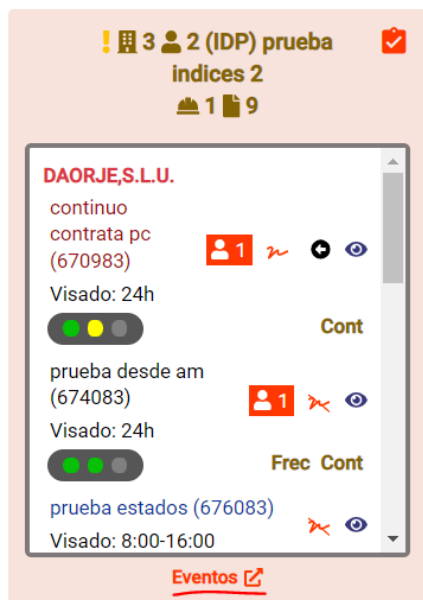 ! 3 2 (IDP) prueba
indices 2
1 9
DAORJE,S.L.U.
continuo
contrata pc
(670983)
1
Visado: 24h
Cont
prueba desde am
(674083)
1
Visado: 24h
Frec Cont
prueba estados (676083)
Visado: 8:00-16:00
Eventos